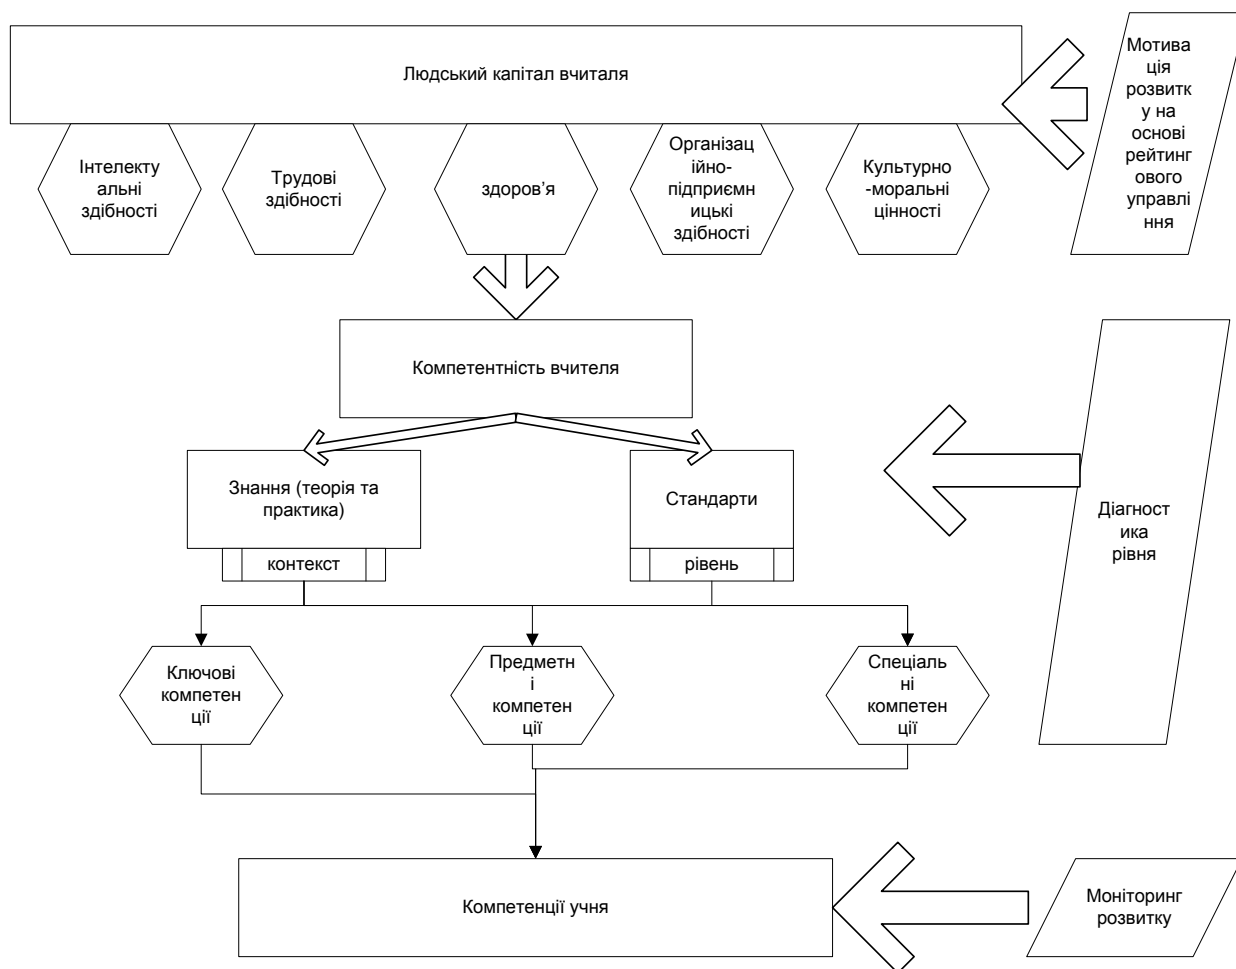 Людський капітал вчиталя
Мотива
ція
розвитк
у на
основі
рейтинг
ового
управлі
ння
Інтелекту
альні
здібності
Трудові
здібності
здоров’я
Організац
ійно-
підприємн
ицькі
здібності
Культурно
-моральні
цінності
Компетентність вчителя
Знання (теорія та
практика)
Стандарти
контекст
рівень
Діагност
ика
рівня
Ключові
компетен
ції
Предметн
і
компетен
ції
Спеціаль
ні
компетен
ції
Компетенції учня
Моніторинг
розвитку